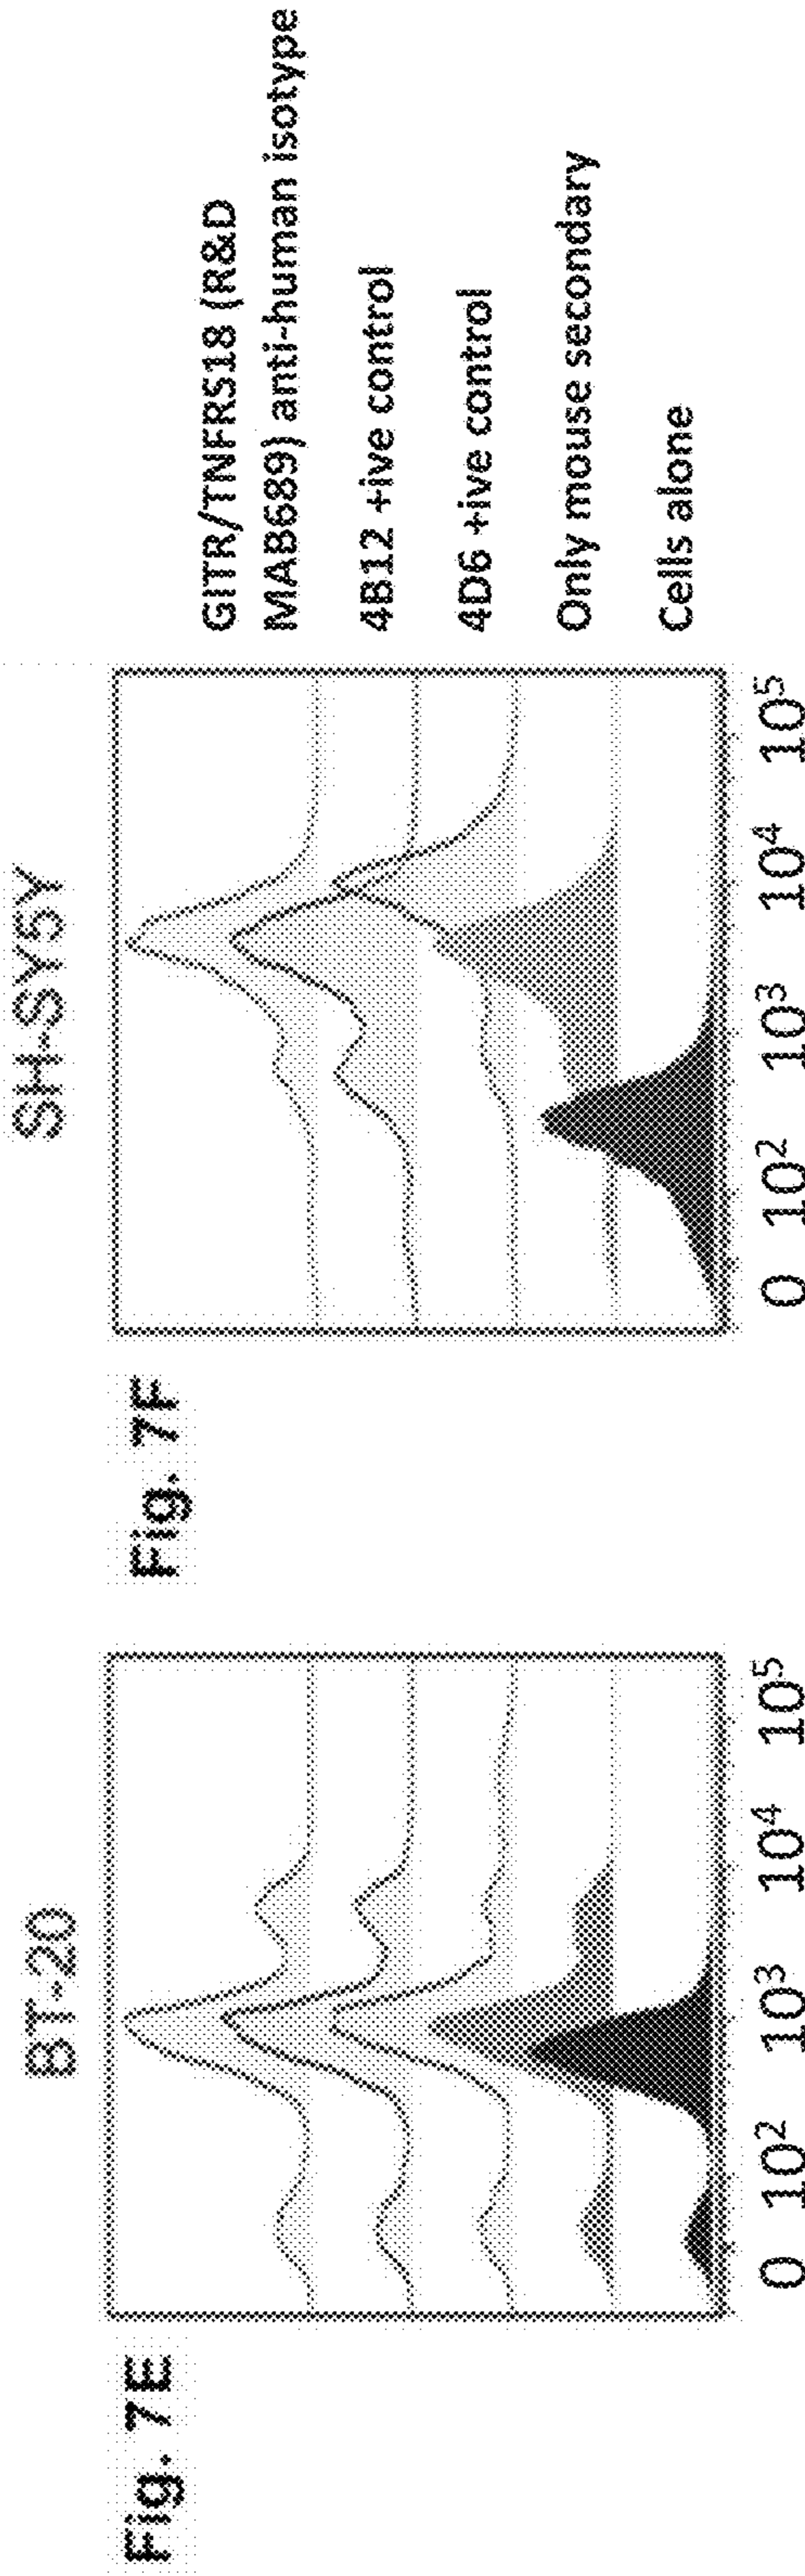 Fig. 7E
BT-20
0 10² 10³ 10⁴ 10⁵
Fig. 7F
SH-SY5Y
0 10² 10³ 10⁴ 10⁵
GITR/TNFRS18 (R&D
MAB689) anti-human isotype
4B12 +ive control
4D6 +ive control
Only mouse secondary
Cells alone